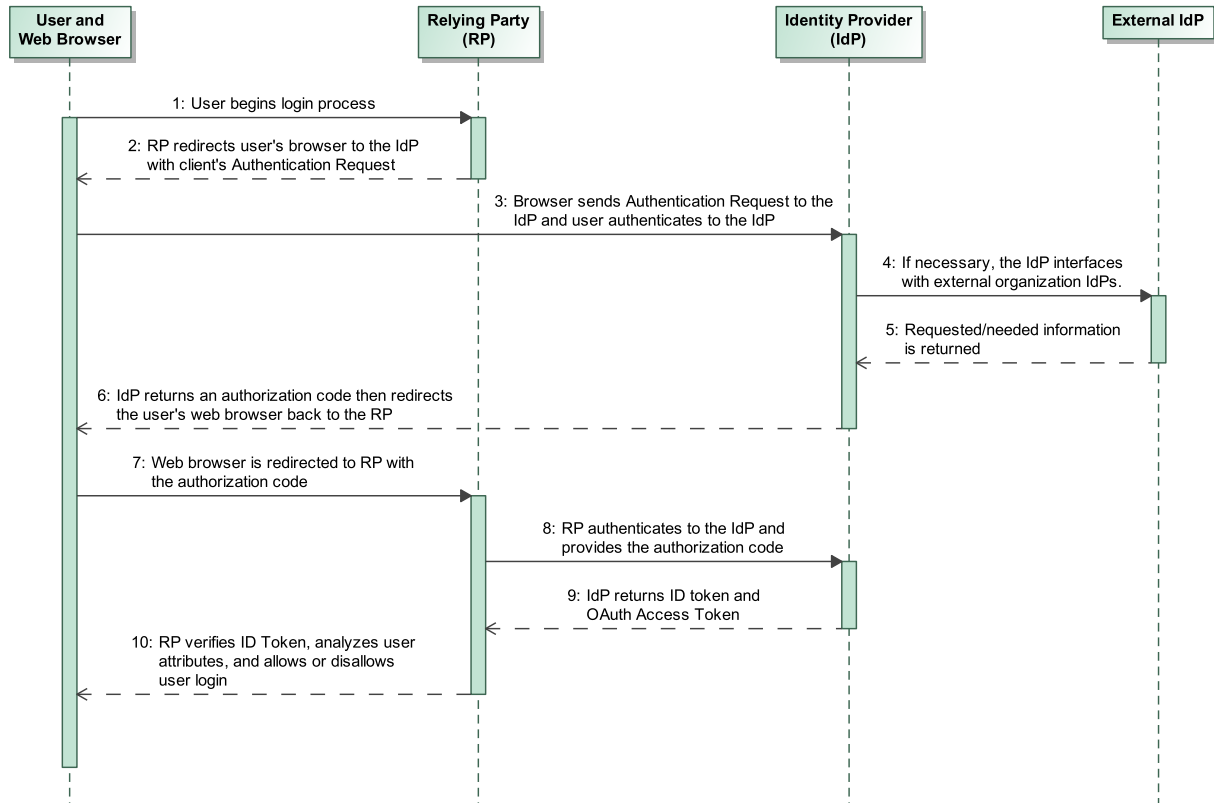 User and
Web Browser
Relying Party
(RP)
Identity Provider
(IdP)
External IdP
1: User begins login process
2: RP redirects user's browser to the IdP
with client's Authentication Request
3: Browser sends Authentication Request to the
IdP and user authenticates to the IdP
4: If necessary, the IdP interfaces
with external organization IdPs.
5: Requested/needed information
is returned
6: IdP returns an authorization code then redirects
the user's web browser back to the RP
7: Web browser is redirected to RP with
the authorization code
8: RP authenticates to the IdP and
provides the authorization code
9: IdP returns ID token and
OAuth Access Token
10: RP verifies ID Token, analyzes user
attributes, and allows or disallows
user login